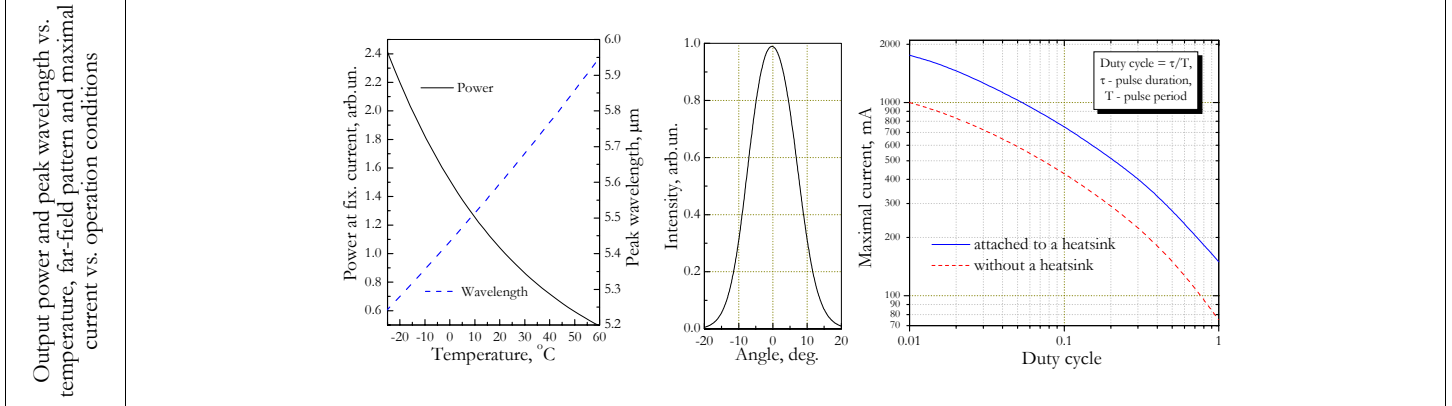 Output power and peak wavelength vs.
temperature, far-field pattern and maximal
current vs. operation conditions
Power at fix. current, arb.un.
2.4
2.2
2.0
1.8
1.6
1.4
1.2
1.0
0.8
0.6
Power
Wavelength
-20 -10 0 10 20 30 40 50 60
Temperature, °C
6.0
5.9
5.8
5.7
5.6
5.5
5.4
5.3
5.2
Peak wavelength, μm
Intensity, arb.un.
1.0
0.8
0.6
0.4
0.2
0.0
-20 -10 0 10 20
Angle, deg.
Maximal current, mA
2000
1000
900
800
700
600
500
400
300
200
100
90
80
70
Duty cycle = τ/T,
τ - pulse duration,
T - pulse period
attached to a heatsink
without a heatsink
0.01 0.1 1
Duty cycle